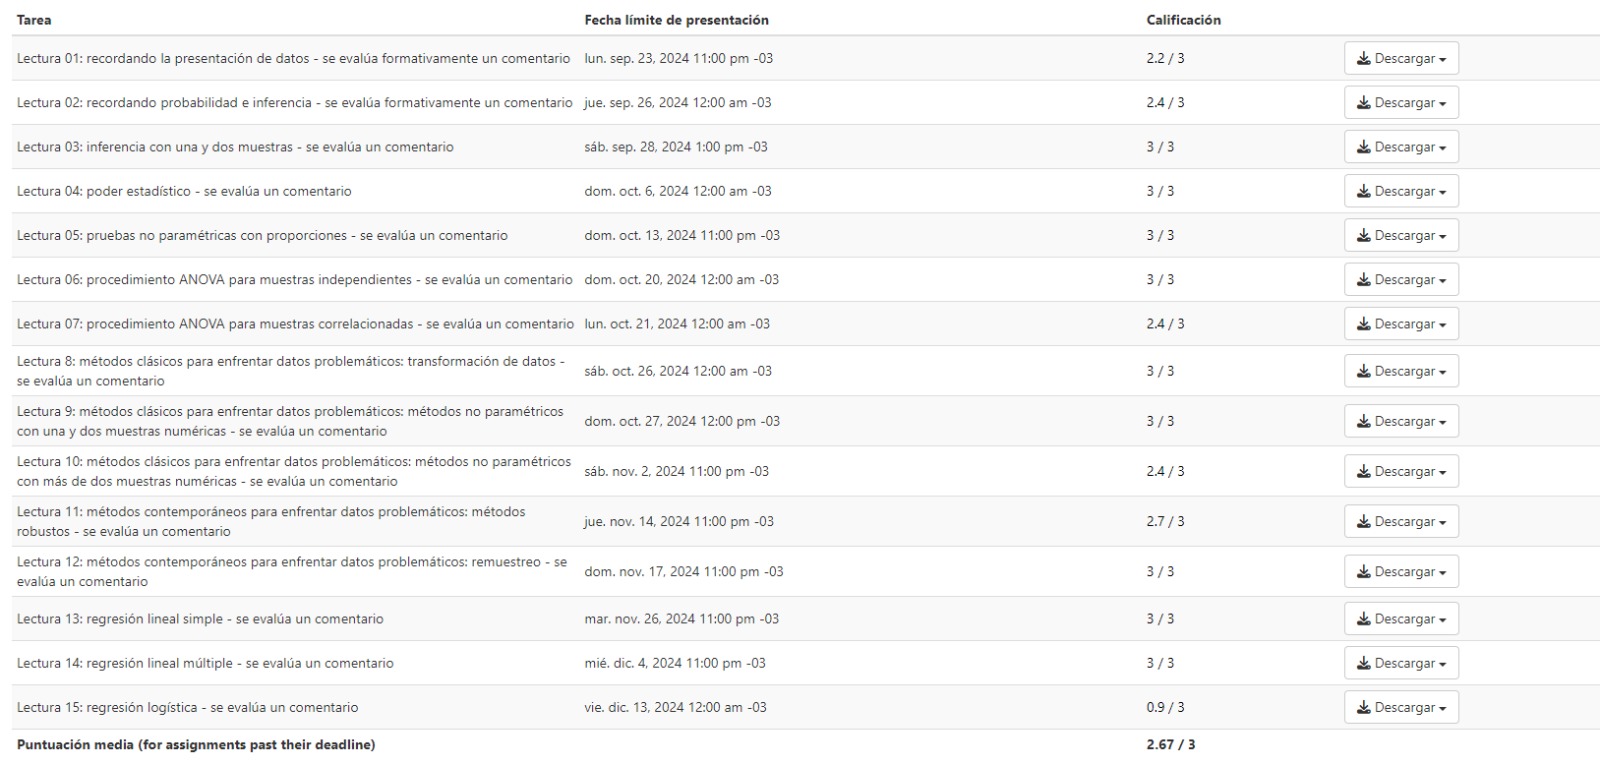 Tarea Fecha límite de presentación Calificación
Lectura 01: recordando la presentación de datos - se evalúa formativamente un comentario lun. sep. 23, 2024 11:00 pm -03 2.2 / 3 Descargar
Lectura 02: recordando probabilidad e inferencia - se evalúa formativamente un comentario jue. sep. 26, 2024 12:00 am -03 2.4 / 3 Descargar
Lectura 03: inferencia con una y dos muestras - se evalúa un comentario sáb. sep. 28, 2024 1:00 pm -03 3 / 3 Descargar
Lectura 04: poder estadístico - se evalúa un comentario dom. oct. 6, 2024 12:00 am -03 3 / 3 Descargar
Lectura 05: pruebas no paramétricas con proporciones - se evalúa un comentario dom. oct. 13, 2024 11:00 pm -03 3 / 3 Descargar
Lectura 06: procedimiento ANOVA para muestras independientes - se evalúa un comentario dom. oct. 20, 2024 12:00 am -03 3 / 3 Descargar
Lectura 07: procedimiento ANOVA para muestras correlacionadas - se evalúa un comentario lun. oct. 21, 2024 12:00 am -03 2.4 / 3 Descargar
Lectura 8: métodos clásicos para enfrentar datos problemáticos: transformación de datos -
se evalúa un comentario sáb. oct. 26, 2024 12:00 am -03 3 / 3 Descargar
Lectura 9: métodos clásicos para enfrentar datos problemáticos: métodos no paramétricos
con una y dos muestras numéricas - se evalúa un comentario dom. oct. 27, 2024 12:00 pm -03 3 / 3 Descargar
Lectura 10: métodos clásicos para enfrentar datos problemáticos: métodos no paramétricos
con más de dos muestras numéricas - se evalúa un comentario sáb. nov. 2, 2024 11:00 pm -03 2.4 / 3 Descargar
Lectura 11: métodos contemporáneos para enfrentar datos problemáticos: métodos
robustos - se evalúa un comentario jue. nov. 14, 2024 11:00 pm -03 2.7 / 3 Descargar
Lectura 12: métodos contemporáneos para enfrentar datos problemáticos: remuestreo - se
evalúa un comentario dom. nov. 17, 2024 11:00 pm -03 3 / 3 Descargar
Lectura 13: regresión lineal simple - se evalúa un comentario mar. nov. 26, 2024 11:00 pm -03 3 / 3 Descargar
Lectura 14: regresión lineal múltiple - se evalúa un comentario mié. dic. 4, 2024 11:00 pm -03 3 / 3 Descargar
Lectura 15: regresión logística - se evalúa un comentario vie. dic. 13, 2024 12:00 am -03 0.9 / 3 Descargar
Puntuación media (for assignments past their deadline) 2.67 / 3